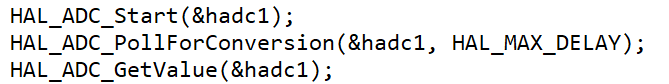 HAL_ADC_Start(&hadc1);
HAL_ADC_PollForConversion(&hadc1, HAL_MAX_DELAY);
HAL_ADC_GetValue(&hadc1);